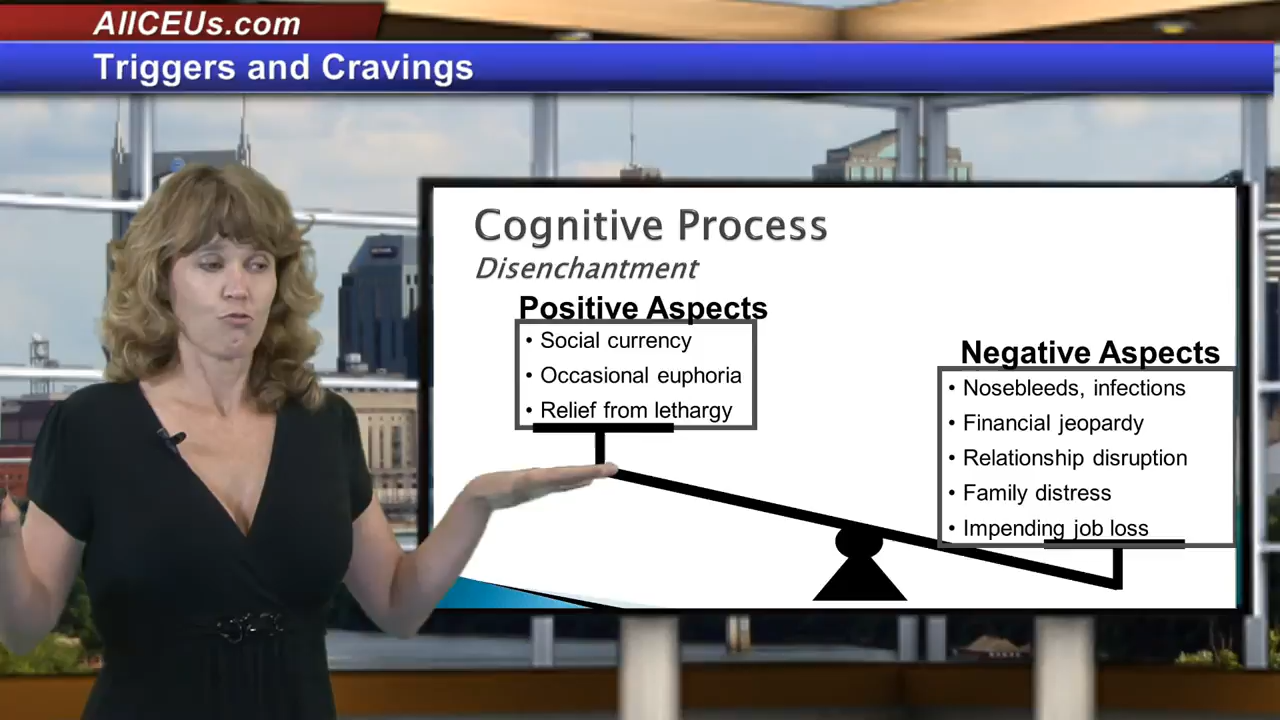 AllCEUs.com
Triggers and Cravings
Cognitive Process
Disenchantment
Positive Aspects
• Social currency
• Occasional euphoria
• Relief from lethargy
Negative Aspects
• Nosebleeds, infections
• Financial jeopardy
• Relationship disruption
• Family distress
• Impending job loss